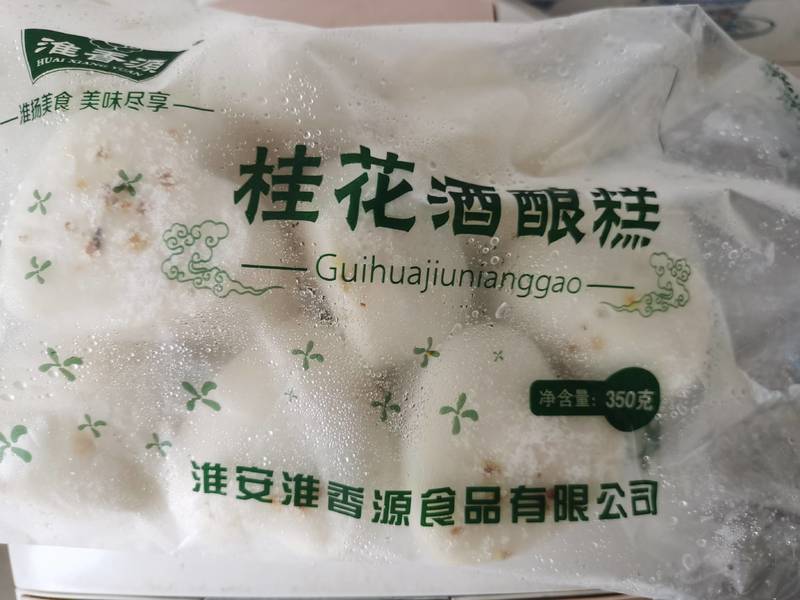 淮香源
HUAI XIANG YUAN
淮扬美食 美味尽享
桂花酒酿糕
Guihuajiunianggao
净含量：350克
淮安淮香源食品有限公司